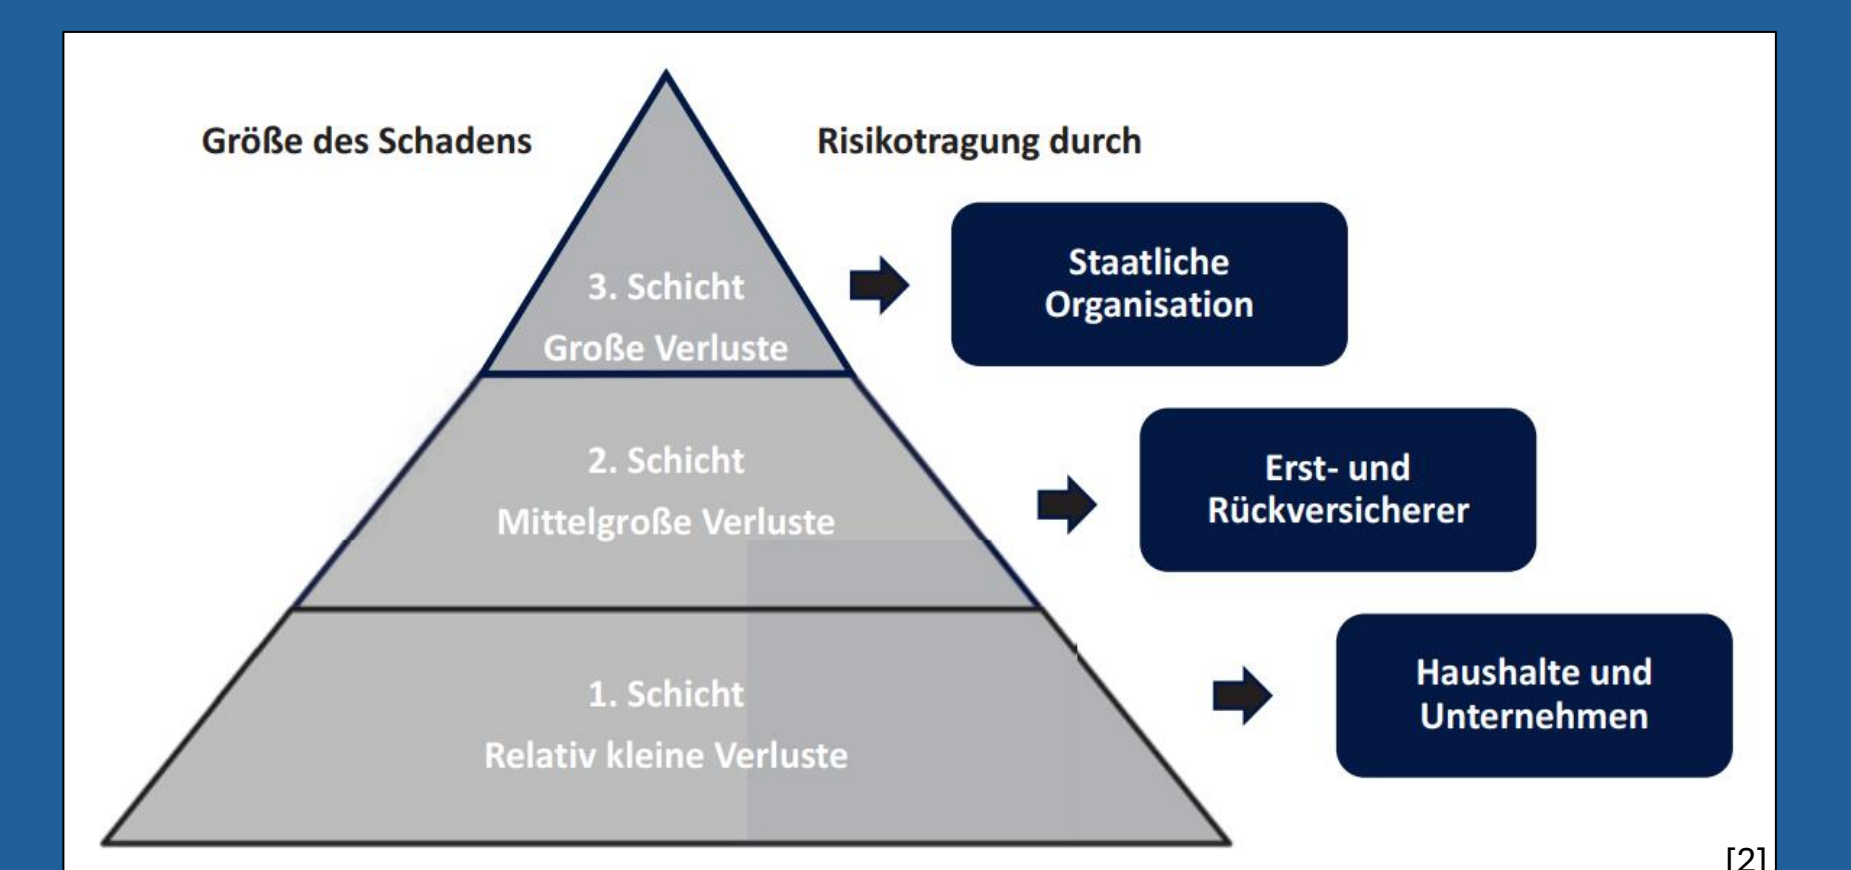 Größe des Schadens
Risikotragung durch
3. Schicht
Große Verluste
Staatliche
Organisation
2. Schicht
Mittelgroße Verluste
Erst- und
Rückversicherer
1. Schicht
Relativ kleine Verluste
Haushalte und
Unternehmen
[2]